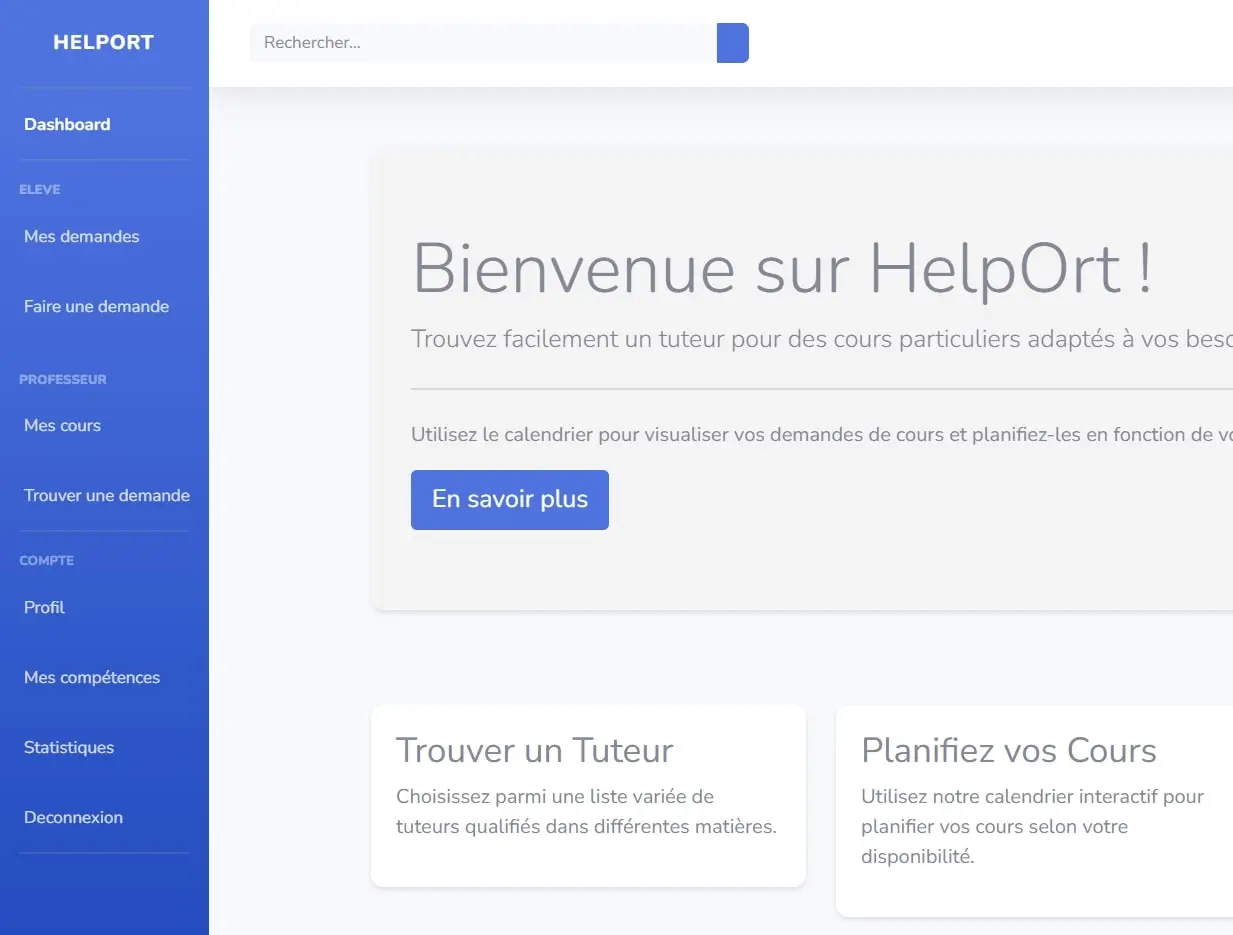 HELPORT
Rechercher...
Dashboard
ELEVE
Mes demandes
Faire une demande
PROFESSEUR
Mes cours
Trouver une demande
COMPTE
Profil
Mes compétences
Statistiques
Deconnexion
Bienvenue sur HelpOrt !
Trouvez facilement un tuteur pour des cours particuliers adaptés à vos
Utilisez le calendrier pour visualiser vos demandes de cours et planifiez-les en fonction de
En savoir plus
Trouver un Tuteur
Choisissez parmi une liste variée de
tuteurs qualifiés dans différentes matières.
Planifiez vos Cours
Utilisez notre calendrier interactif pour
planifier vos cours selon votre
disponibilité.